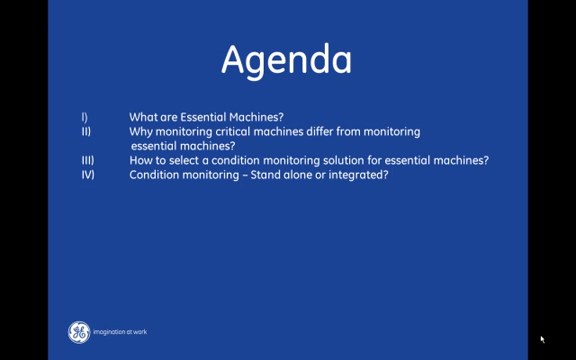 Agenda
I) What are Essential Machines?
II) Why monitoring critical machines differ from monitoring
essential machines?
III) How to select a condition monitoring solution for essential machines?
IV) Condition monitoring – Stand alone or integrated?
GE imagination at work